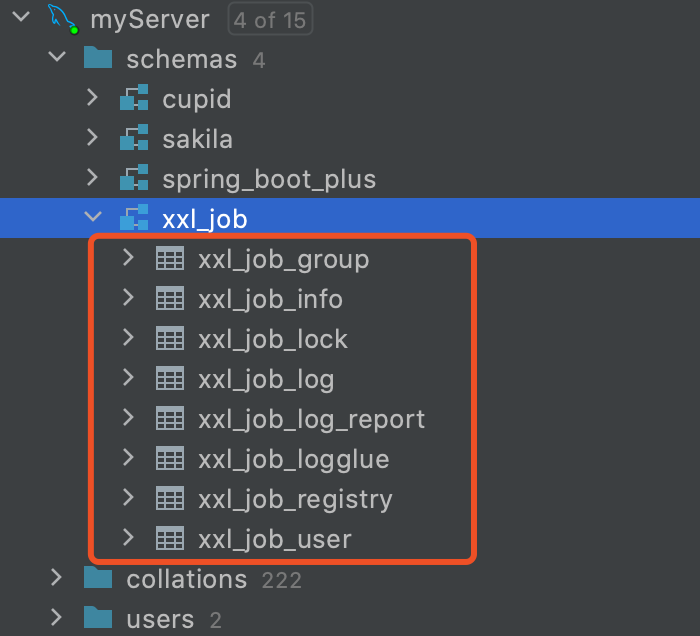 myServer 4 of 15
schemas 4
cupid
sakila
spring_boot_plus
xxl_job
xxl_job_group
xxl_job_info
xxl_job_lock
xxl_job_log
xxl_job_log_report
xxl_job_logglue
xxl_job_registry
xxl_job_user
collations 222
users 2